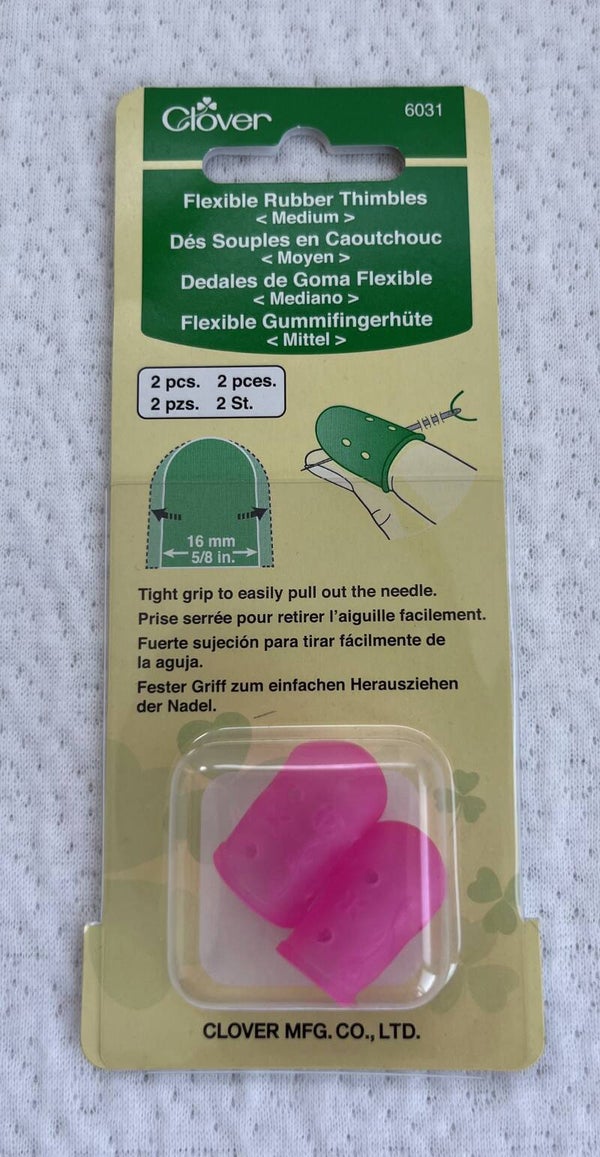 Clover
6031
Flexible Rubber Thimbles
< Medium >
Dés Souples en Caoutchouc
< Moyen >
Dedales de Goma Flexible
< Mediano >
Flexible Gummifingerhüte
< Mittel >
2 pcs. 2 pces.
2 pzs. 2 St.
16 mm
5/8 in.
Tight grip to easily pull out the needle.
Prise serrée pour retirer l'aiguille facilement.
Fuerte sujeción para tirar fácilmente de
la aguja.
Fester Griff zum einfachen Herausziehen
der Nadel.
CLOVER MFG. CO., LTD.